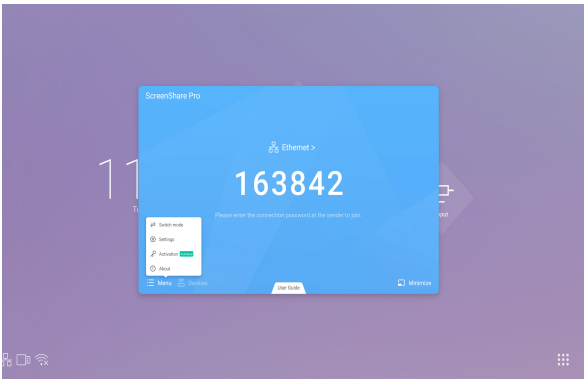 ScreenShare Pro
Ethernet >
11
163842
Please enter the connection password at the sender to join.
Switch mode
Settings
Activation
About
Menu
Devices
User Guide
Minimize